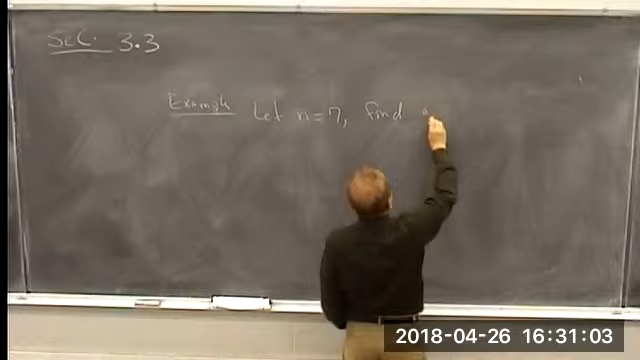 Sec. 3.3
Example Let n=7, find
2018-04-26 16:31:03